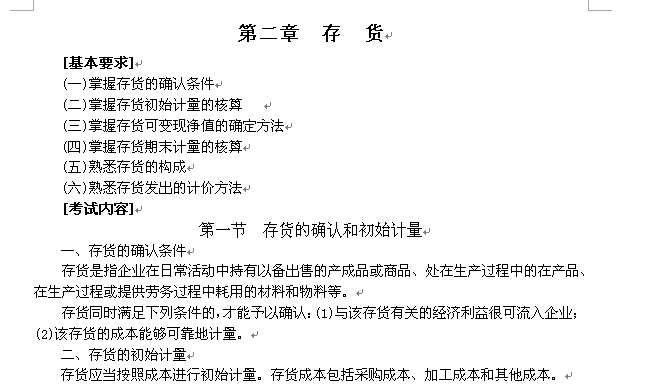 第二章 存 货
[基本要求]
(一)掌握存货的确认条件
(二)掌握存货初始计量的核算
(三)掌握存货可变现净值的确定方法
(四)掌握存货期末计量的核算
(五)熟悉存货的构成
(六)熟悉存货发出的计价方法
[考试内容]
第一节 存货的确认和初始计量
一、存货的确认条件
存货是指企业在日常活动中持有以备出售的产成品或商品、处在生产过程中的在产品、
在生产过程或提供劳务过程中耗用的材料和物料等。
存货同时满足下列条件的,才能予以确认:(1)与该存货有关的经济利益很可流入企业;
(2)该存货的成本能够可靠地计量。
二、存货的初始计量
存货应当按照成本进行初始计量。存货成本包括采购成本、加工成本和其他成本。